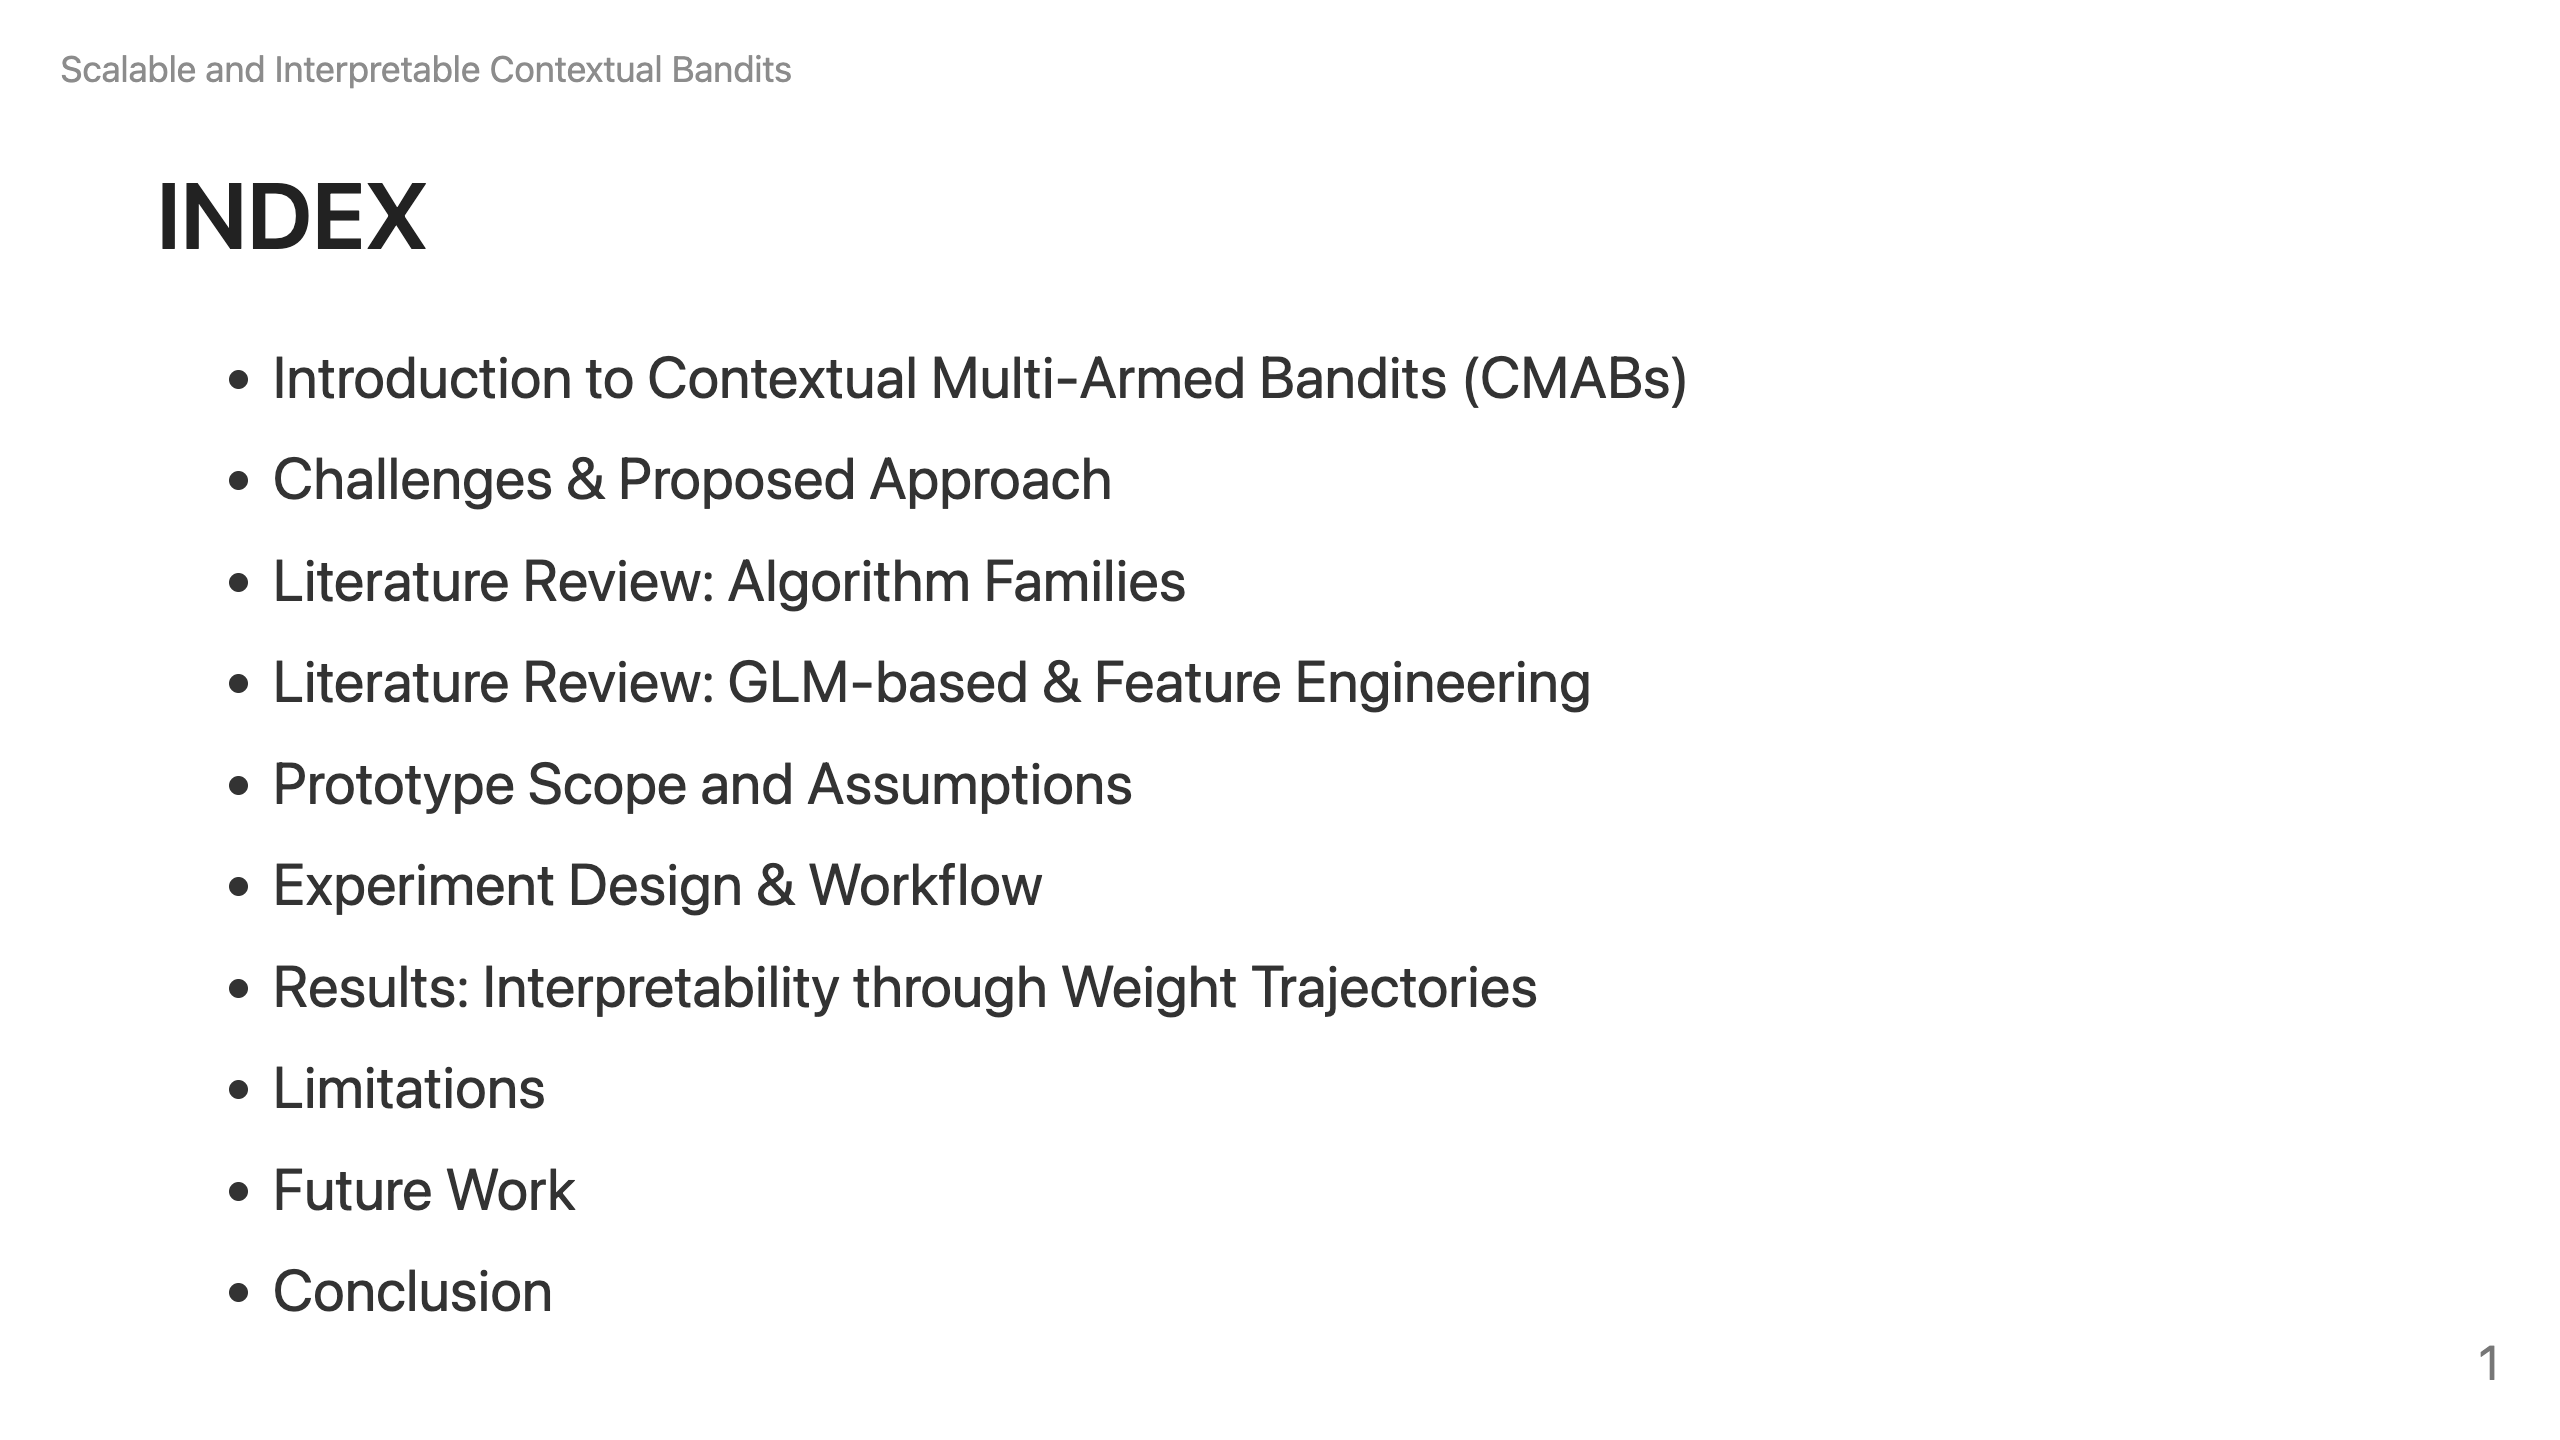 Scalable and Interpretable Contextual Bandits
INDEX
• Introduction to Contextual Multi-Armed Bandits (CMABs)
• Challenges & Proposed Approach
• Literature Review: Algorithm Families
• Literature Review: GLM-based & Feature Engineering
• Prototype Scope and Assumptions
• Experiment Design & Workflow
• Results: Interpretability through Weight Trajectories
• Limitations
• Future Work
• Conclusion
1